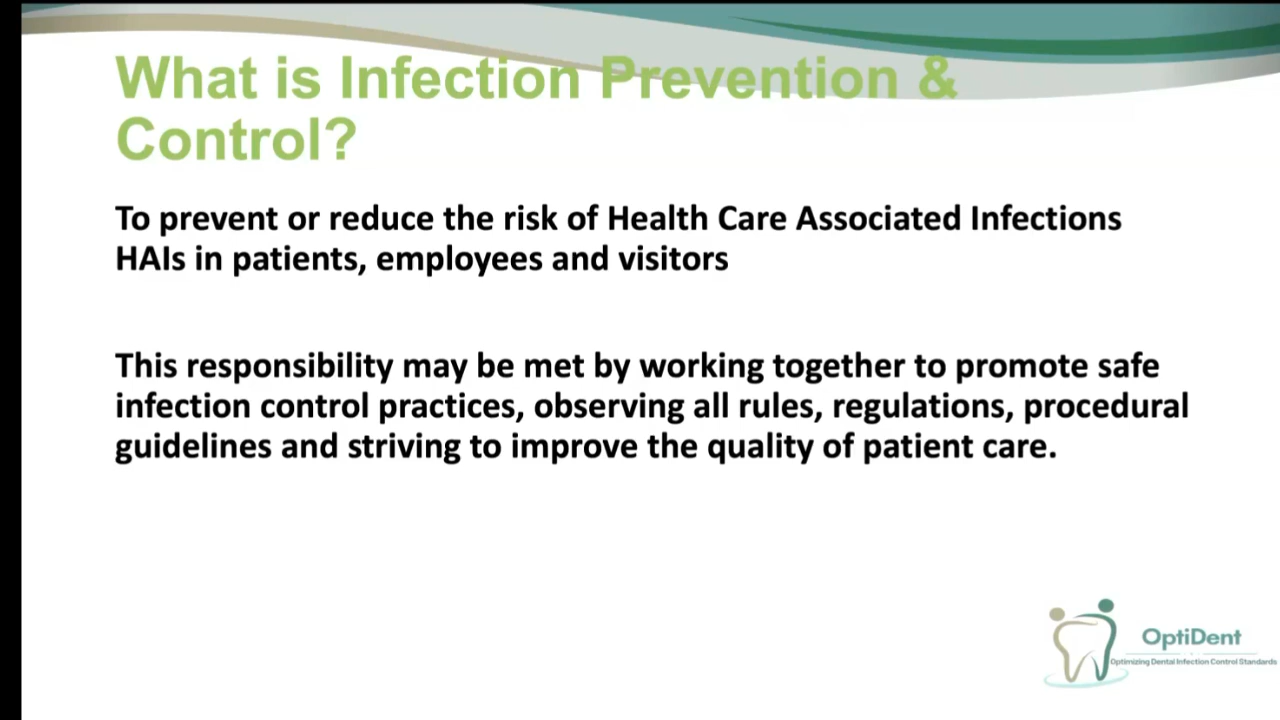 What is Infection Prevention &
Control?
To prevent or reduce the risk of Health Care Associated Infections
HAIs in patients, employees and visitors
This responsibility may be met by working together to promote safe
infection control practices, observing all rules, regulations, procedural
guidelines and striving to improve the quality of patient care.
OptiDent
Optimizing Dental Infection Control Standards